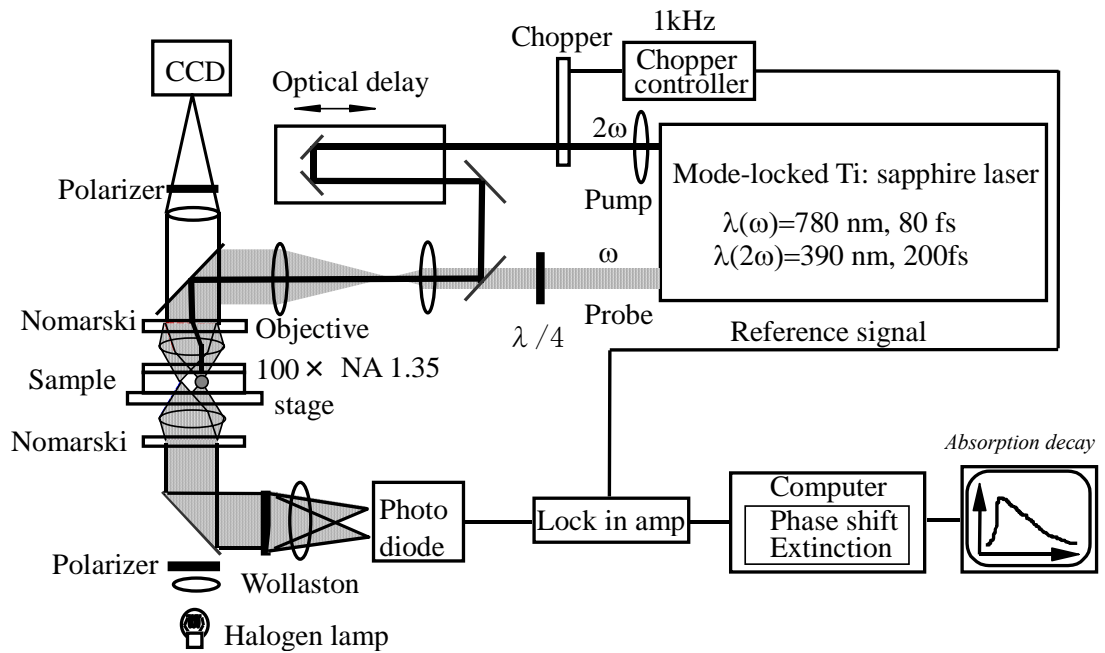 1kHz
Chopper
Chopper
controller
CCD
Optical delay
2ω
Polarizer
Pump
Mode-locked Ti: sapphire laser
λ(ω)=780 nm, 80 fs
λ(2ω)=390 nm, 200fs
ω
Probe
λ/4
Nomarski
Objective
100× NA 1.35
Reference signal
Sample
stage
Nomarski
Absorption decay
Photo
diode
Lock in amp
Computer
Phase shift
Extinction
Polarizer
Wollaston
Halogen lamp